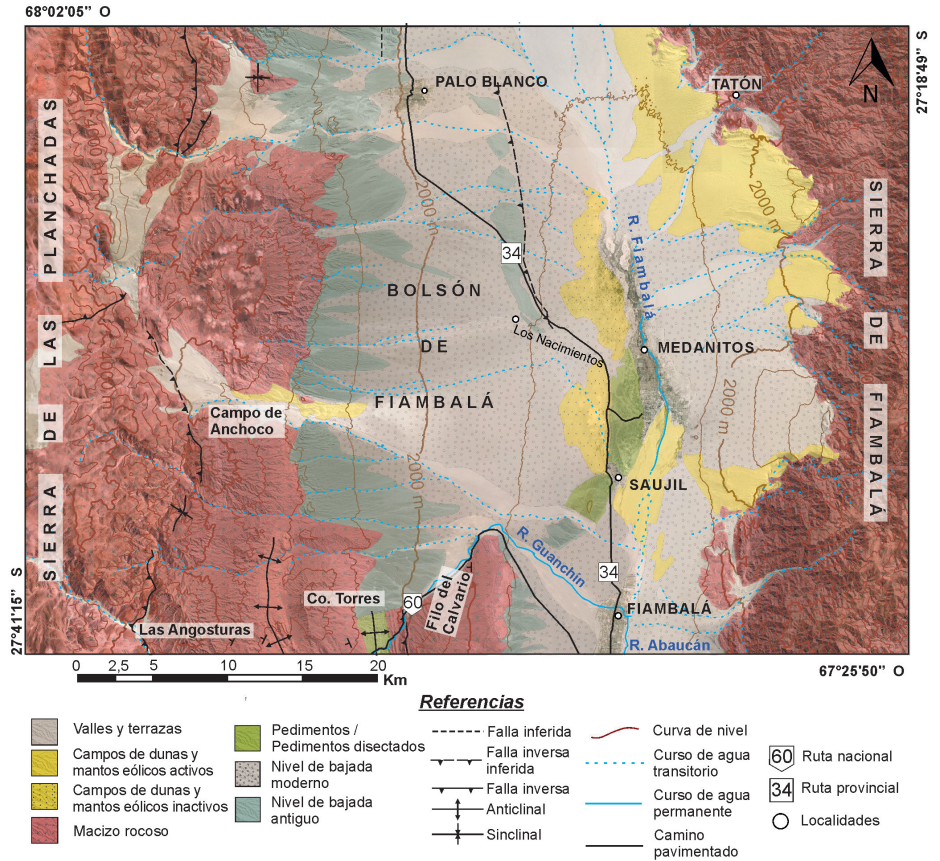 68°02'05" O
27°18'49" S
PALO BLANCO
TATÓN
N
SIERRA DE LAS PLANCHADAS
SIERRA DE FIAMBALÁ
2000 m
2000 m
R. Fiambalá
34
BOLSÓN
DE
FIAMBALÁ
Los Nacimientos
MEDANITOS
2000 m
Campo de
Anchoco
2000 m
SAUJIL
R. Guanchín
34
60
Co. Torres
Filo del
Calvario
FIAMBALÁ
Las Angosturas
R. Abaucán
27°41'15" S
67°25'50" O
0 2,5 5 10 15 20
Km
Referencias
Valles y terrazas
Campos de dunas y
mantos eólicos activos
Campos de dunas y
mantos eólicos inactivos
Macizo rocoso
Pedimentos /
Pedimentos disectados
Nivel de bajada
moderno
Nivel de bajada
antiguo
Falla inferida
Falla inversa
inferida
Falla inversa
Anticlinal
Sinclinal
Curva de nivel
Curso de agua
transitorio
Curso de agua
permanente
Camino
pavimentado
60 Ruta nacional
34 Ruta provincial
Localidades